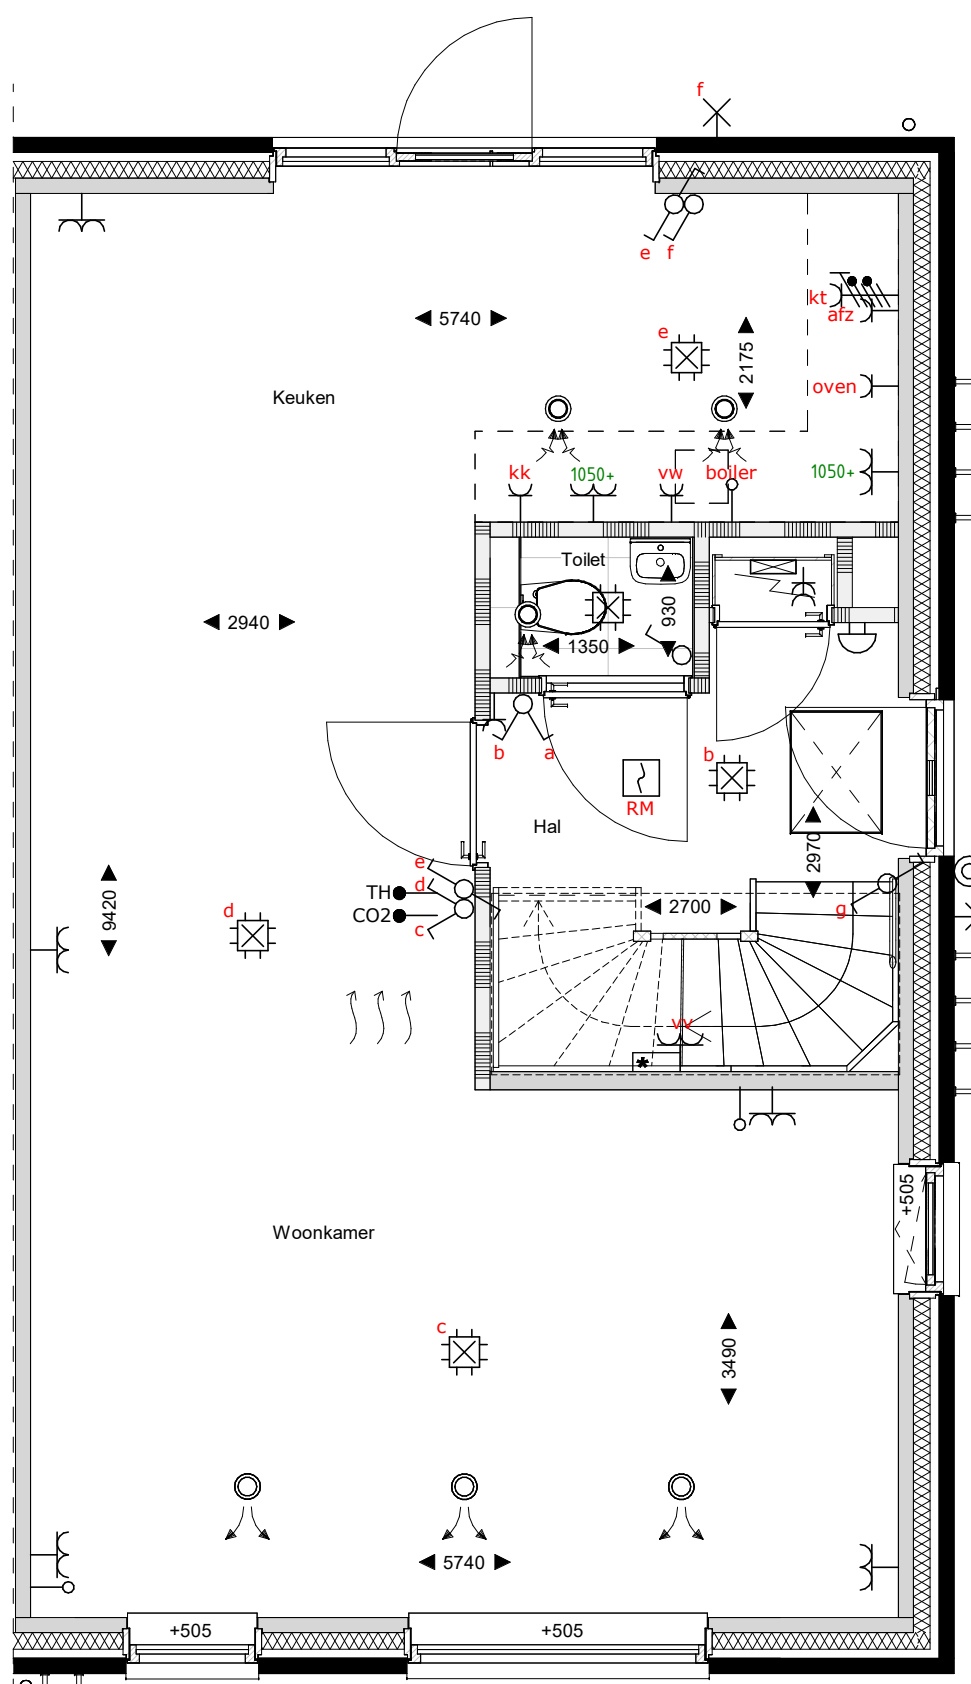 f
e f
kt
afz
5740
e
2175
Keuken
oven
kk
1050+
vw
boiler
1050+
Toilet
930
2940
1350
b a
b
RM
Hal
2970
e
TH
d
CO2
c
9420
d
2700
g
vv
*
+505
Woonkamer
c
3490
5740
+505
+505